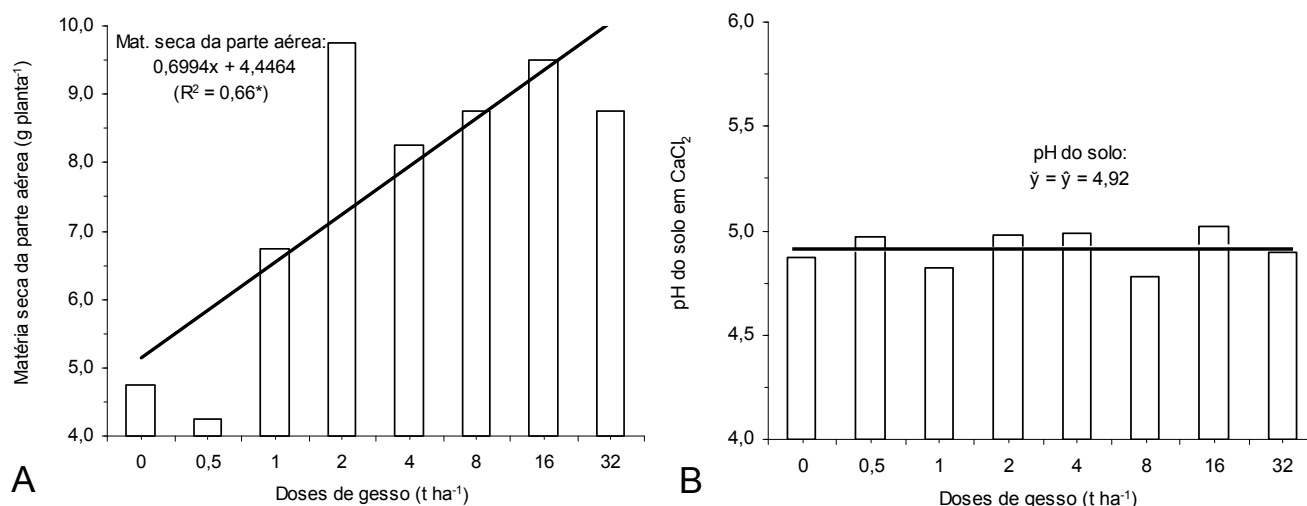 Matéria seca da parte aérea (g planta⁻¹)
10,0
9,0
8,0
7,0
6,0
5,0
4,0
Mat. seca da parte aérea:
0,6994x + 4,4464
(R² = 0,66*)
0 0,5 1 2 4 8 16 32
Doses de gesso (t ha⁻¹)
A
pH do solo em CaCl₂
6,0
5,5
5,0
4,5
4,0
pH do solo:
y̆ = ŷ = 4,92
0 0,5 1 2 4 8 16 32
Doses de gesso (t ha⁻¹)
B